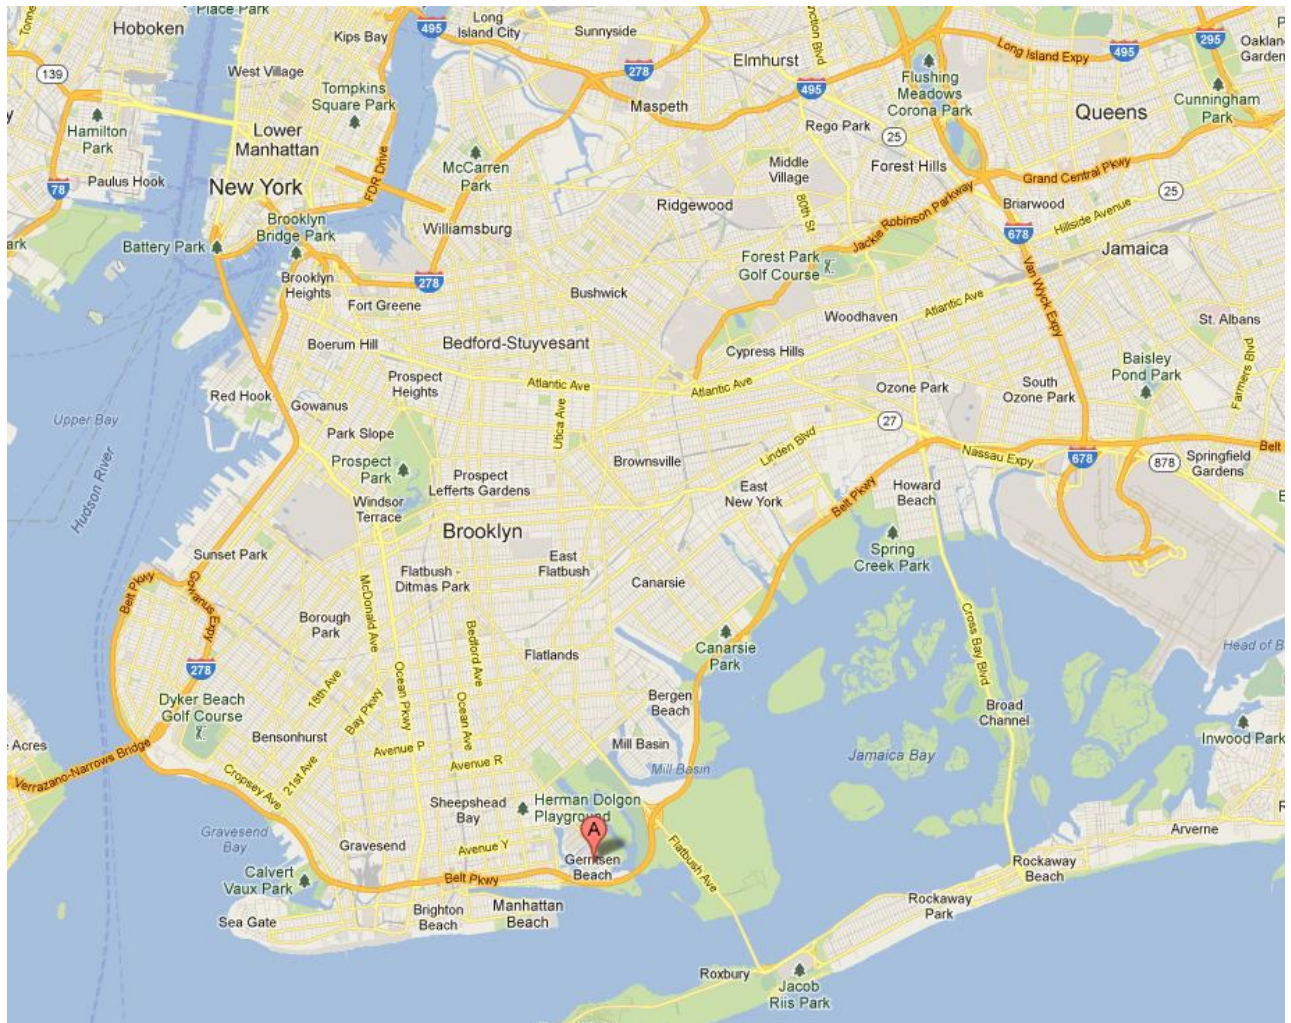 Place Park
Hoboken
Kips Bay
495
Long
Island City
Sunnyside
Elmhurst
278
495
Long Island Expy
495
295
139
West Village
Tompkins
Square Park
Maspeth
Flushing
Meadows
Corona Park
Queens
Cunningham
Park
Hamilton
Park
Lower
Manhattan
Rego Park
25
Forest Hills
McCarren
Park
FDR Drive
Middle
Village
Grand Central Pkwy
78
Paulus Hook
New York
80th St
Ridgewood
Jackie Robinson Parkway
Briarwood
25
Hillside Avenue
Brooklyn
Bridge Park
Williamsburg
678
Battery Park
Jamaica
Forest Park
Golf Course
Van Wyck Expy
278
Brooklyn
Heights
Fort Greene
Bushwick
Atlantic Ave
Woodhaven
St. Albans
Boerum Hill
Bedford-Stuyvesant
Cypress Hills
Baisley
Pond Park
Farmers Blvd
Prospect
Heights
Atlantic Ave
Atlantic Ave
Ozone Park
South
Ozone Park
Red Hook
Gowanus
Upper Bay
Utica Ave
27
Park Slope
Linden Blvd
Nassau Expy
678
878
Belt
Springfield
Gardens
Prospect
Park
Brownsville
Hudson River
Prospect
Lefferts Gardens
East
New York
Belt Pkwy
Howard
Beach
Windsor
Terrace
Brooklyn
Spring
Creek Park
Sunset Park
East
Flatbush
Flatbush -
Ditmas Park
Canarsie
Belt Pkwy
Gowanus Expy
McDonald Ave
Borough
Park
Bedford Ave
Cross Bay Blvd
Canarsie
Park
Head of B
Flatlands
278
Ocean Pkwy
18th Ave
Bay Pkwy
Ocean Ave
Bergen
Beach
Dyker Beach
Golf Course
Broad
Channel
Bensonhurst
Avenue P
Mill Basin
Inwood Park
Acres
Verrazano-Narrows Bridge
Avenue R
Mill Basin
Jamaica Bay
Cropsey Ave
21st Ave
Sheepshead
Bay
Herman Dolgon
Playground
A
Gravesend
Bay
Gravesend
Avenue Y
Gerritsen
Beach
Flatbush Ave
Arverne
Rockaway
Beach
Calvert
Vaux Park
Belt Pkwy
Rockaway
Park
Sea Gate
Brighton
Beach
Manhattan
Beach
Roxbury
Jacob
Riis Park